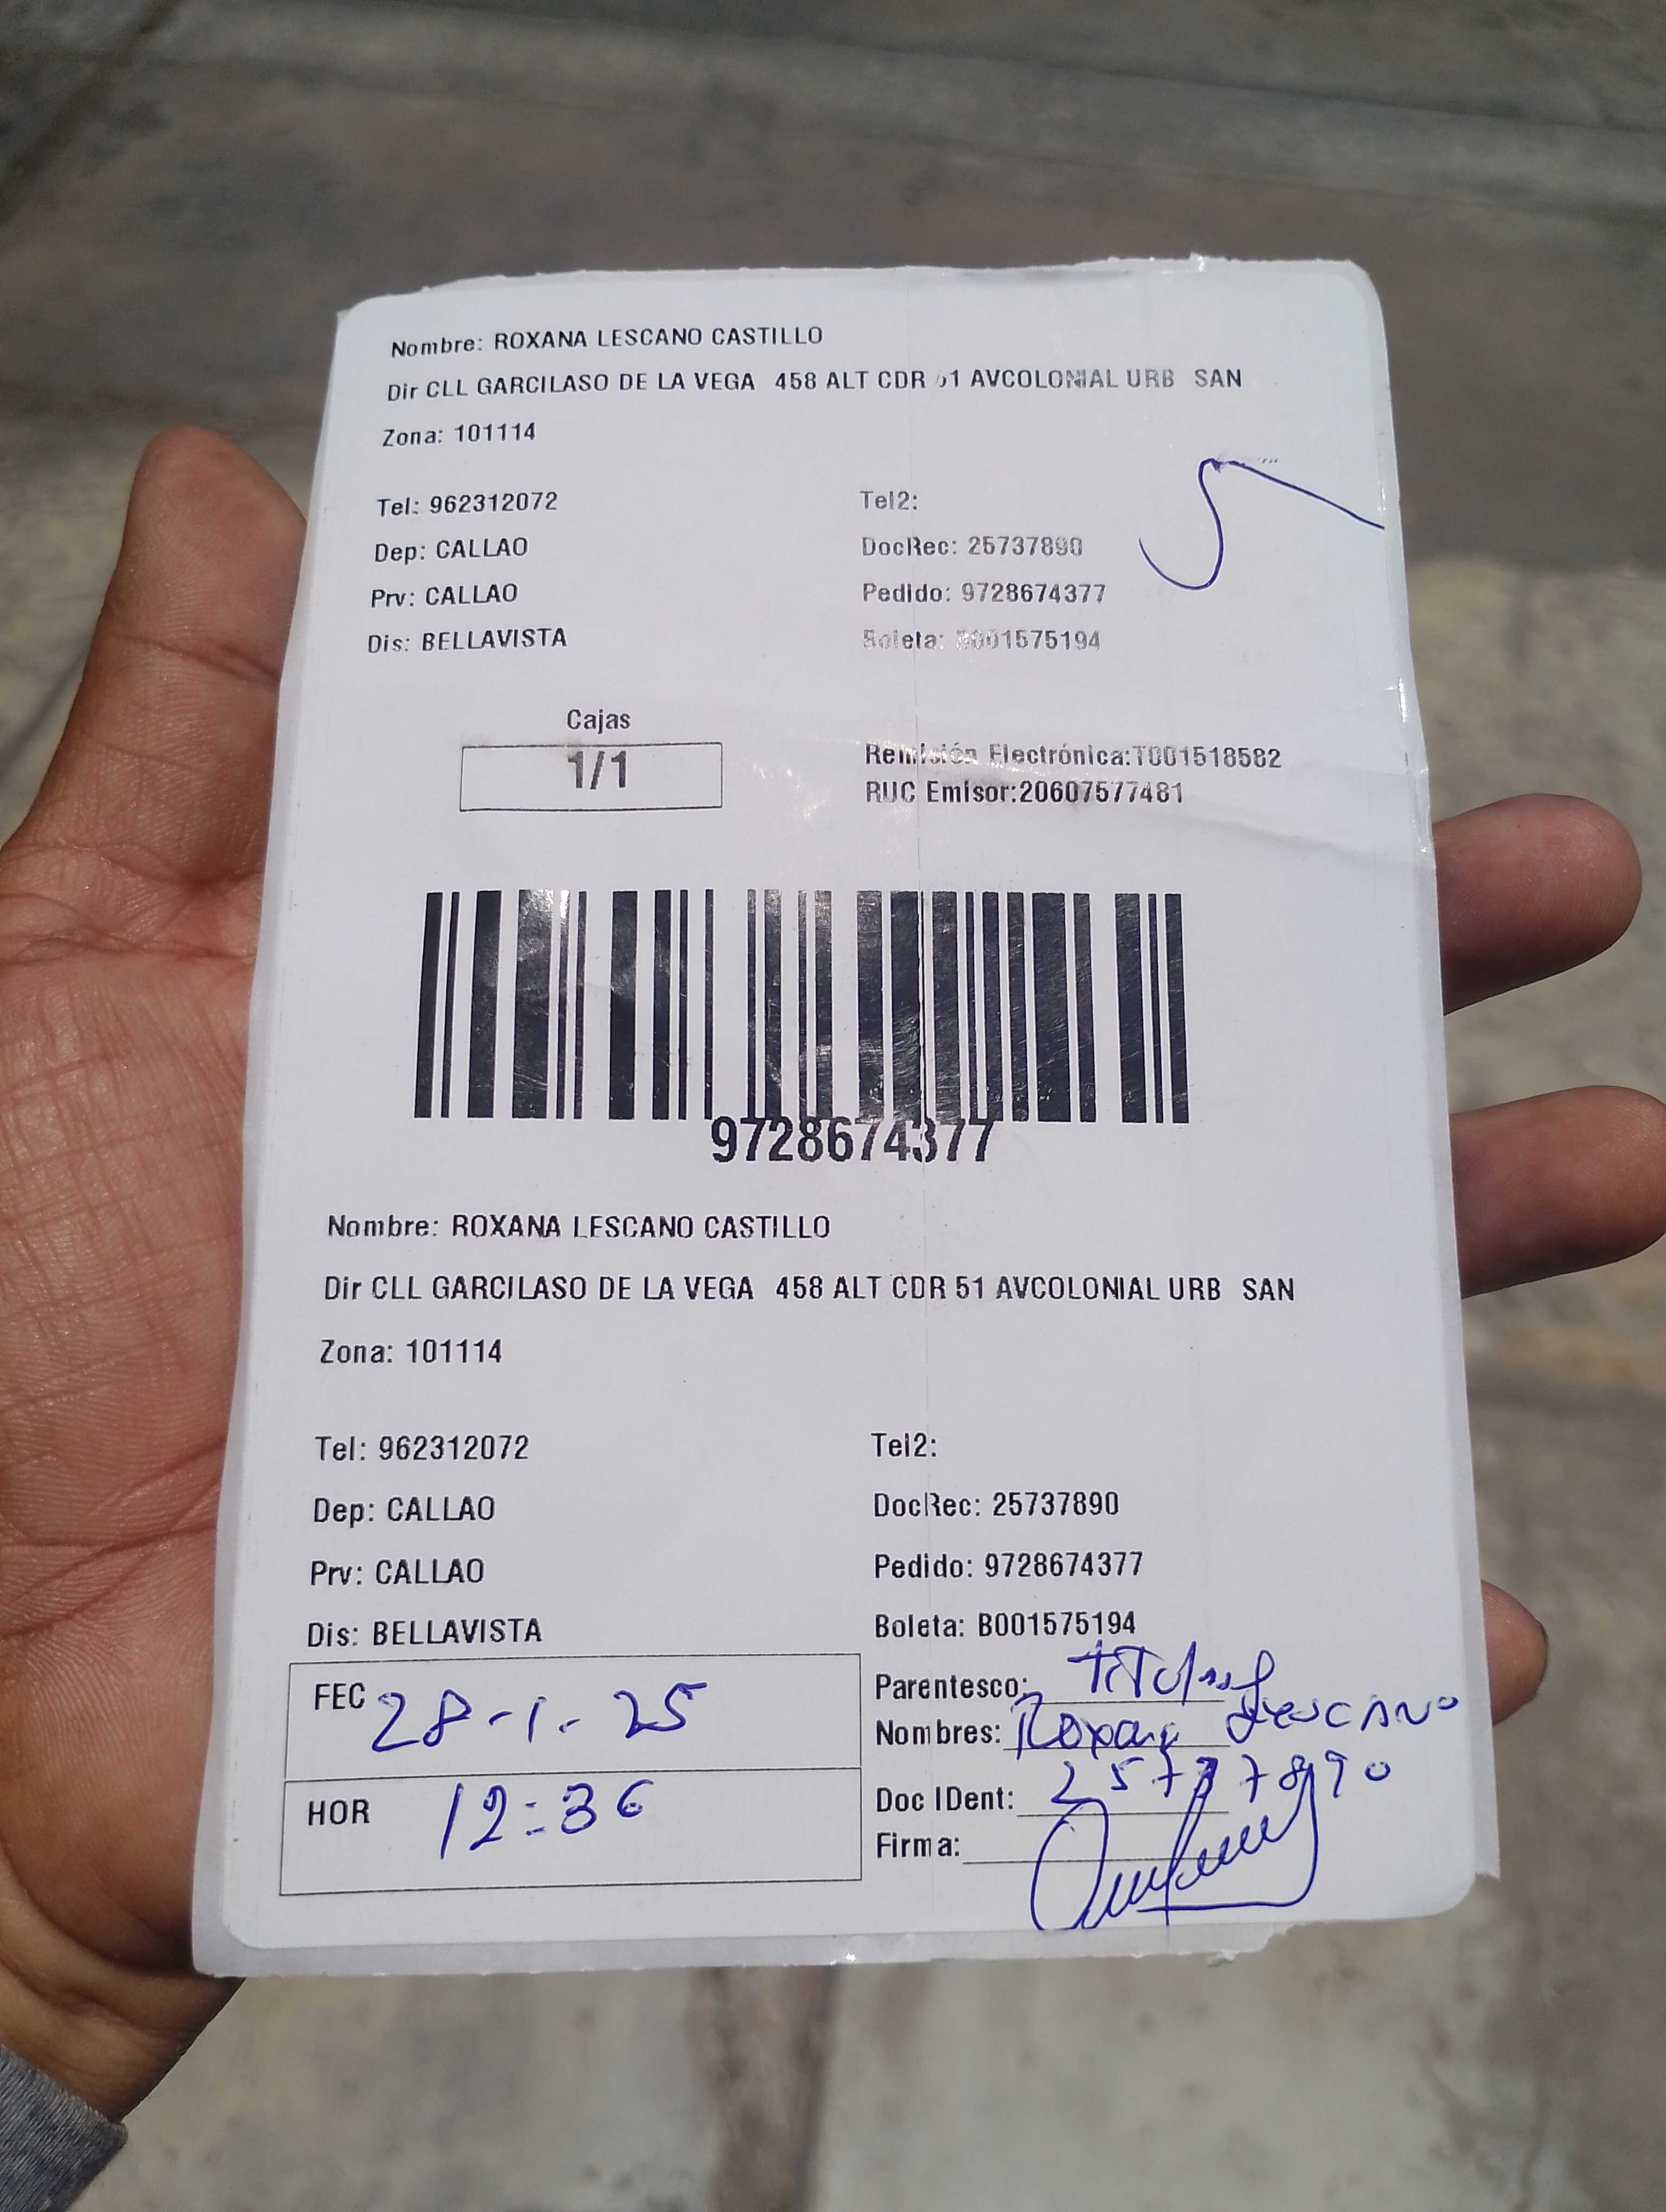 Nombre: ROXANA LESCANO CASTILLO
Dir CLL GARCILASO DE LA VEGA 458 ALT CDR 51 AVCOLONIAL URB SAN
Zona: 101114
Tel: 962312072 Tel2:
Dep: CALLAO DocRec: 25737890
Prv: CALLAO Pedido: 9728674377
Dis: BELLAVISTA Boleta: B001575194
Cajas
1/1
Remisión Electrónica:T001518582
RUC Emisor:20607577481
9728674377
Nombre: ROXANA LESCANO CASTILLO
Dir CLL GARCILASO DE LA VEGA 458 ALT CDR 51 AVCOLONIAL URB SAN
Zona: 101114
Tel: 962312072 Tel2:
Dep: CALLAO DocRec: 25737890
Prv: CALLAO Pedido: 9728674377
Dis: BELLAVISTA Boleta: B001575194
FEC 28-1-25
HOR 12:36
Parentesco: Titular
Nombres: Roxana Lescano
Doc IDent: 25737890
Firma: